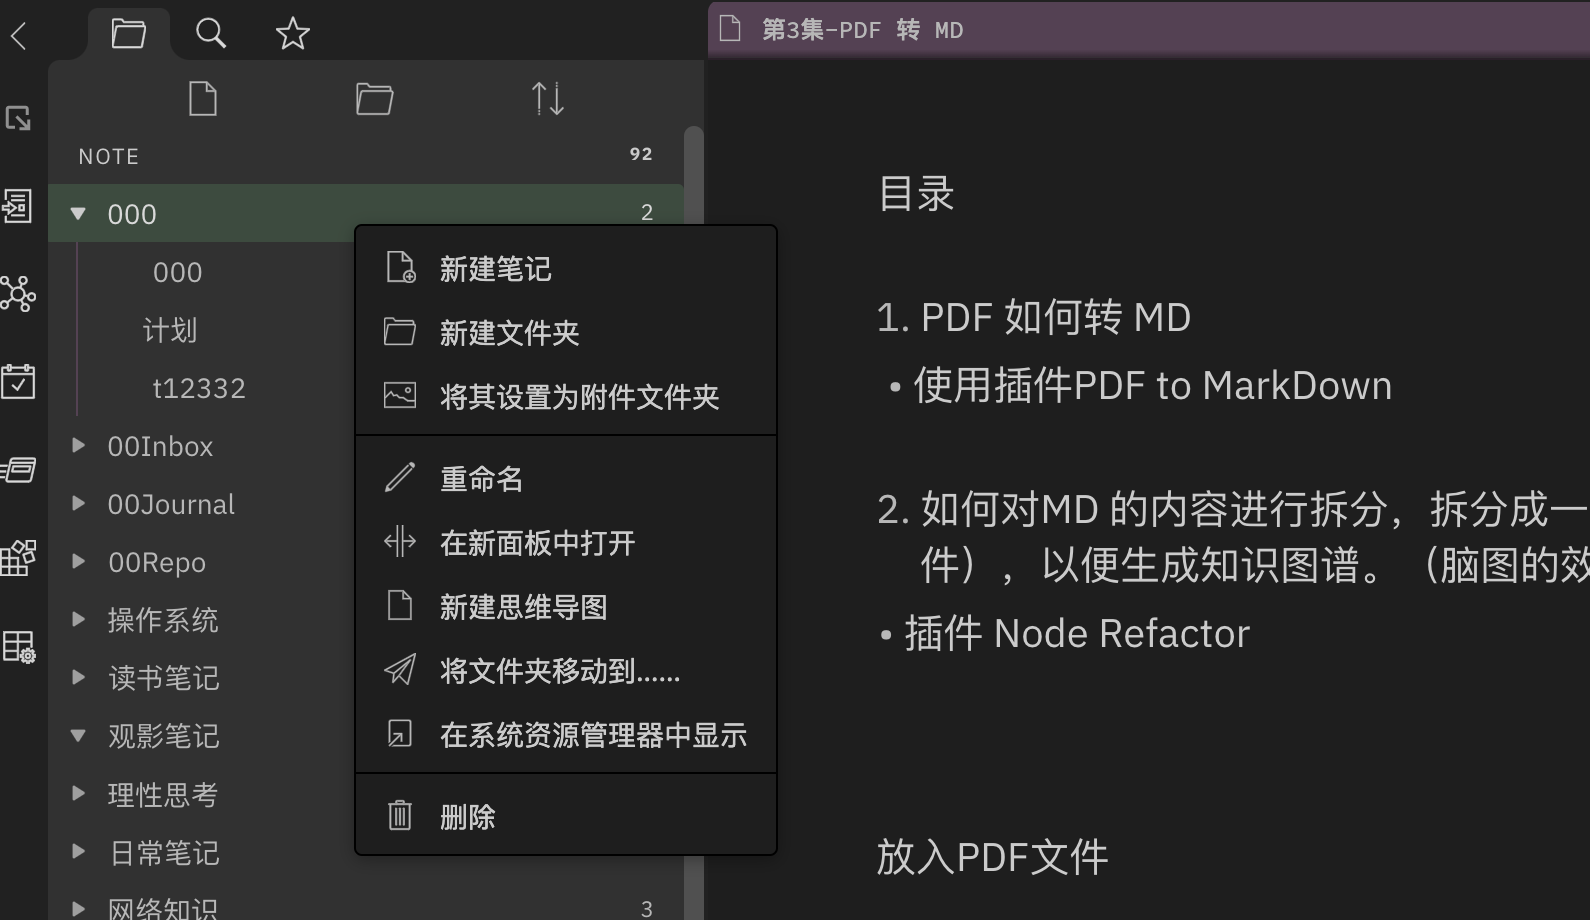 第3集-PDF 转 MD
NOTE 92
000 2
000
计划
t12332
00Inbox
00Journal
00Repo
操作系统
读书笔记
观影笔记
理性思考
日常笔记
网络知识 3
新建笔记
新建文件夹
将其设置为附件文件夹
重命名
在新面板中打开
新建思维导图
将文件夹移动到……
在系统资源管理器中显示
删除
目录
1. PDF 如何转 MD
• 使用插件PDF to MarkDown
2. 如何对MD 的内容进行拆分，拆分成一
件），以便生成知识图谱。（脑图的效
• 插件 Node Refactor
放入PDF文件